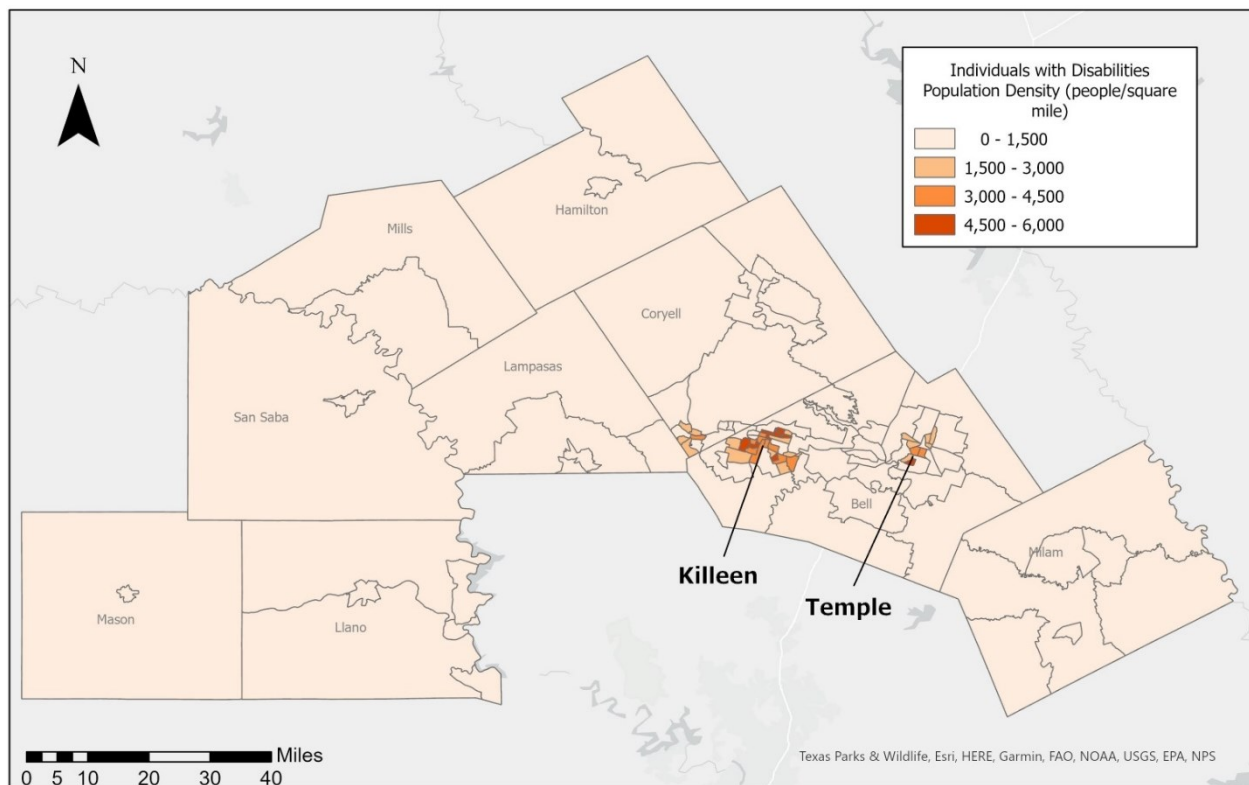 N
Individuals with Disabilities
Population Density (people/square
mile)
0 - 1,500
1,500 - 3,000
3,000 - 4,500
4,500 - 6,000
Hamilton
Mills
Coryell
Lampasas
San Saba
Bell
Killeen
Milam
Temple
Mason
Llano
Miles
0 5 10 20 30 40
Texas Parks & Wildlife, Esri, HERE, Garmin, FAO, NOAA, USGS, EPA, NPS